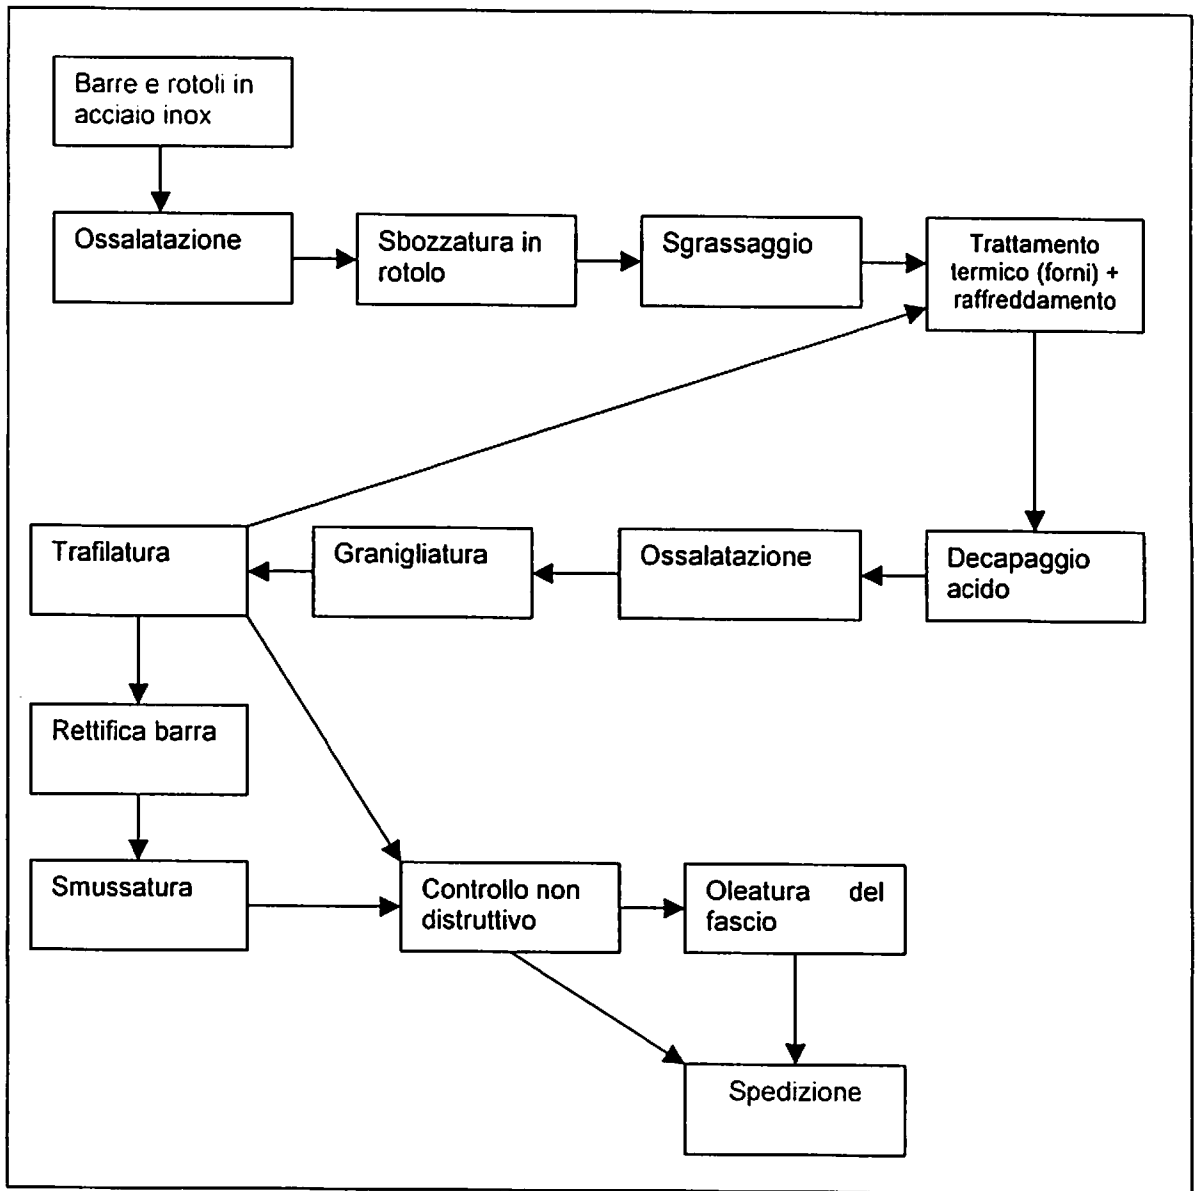 Barre e rotoli in
acciaio inox
Ossalatazione
Sbozzatura in
rotolo
Sgrassaggio
Trattamento
termico (forni) +
raffreddamento
Trafilatura
Granigliatura
Ossalatazione
Decapaggio
acido
Rettifica barra
Smussatura
Controllo non
distruttivo
Oleatura del
fascio
Spedizione